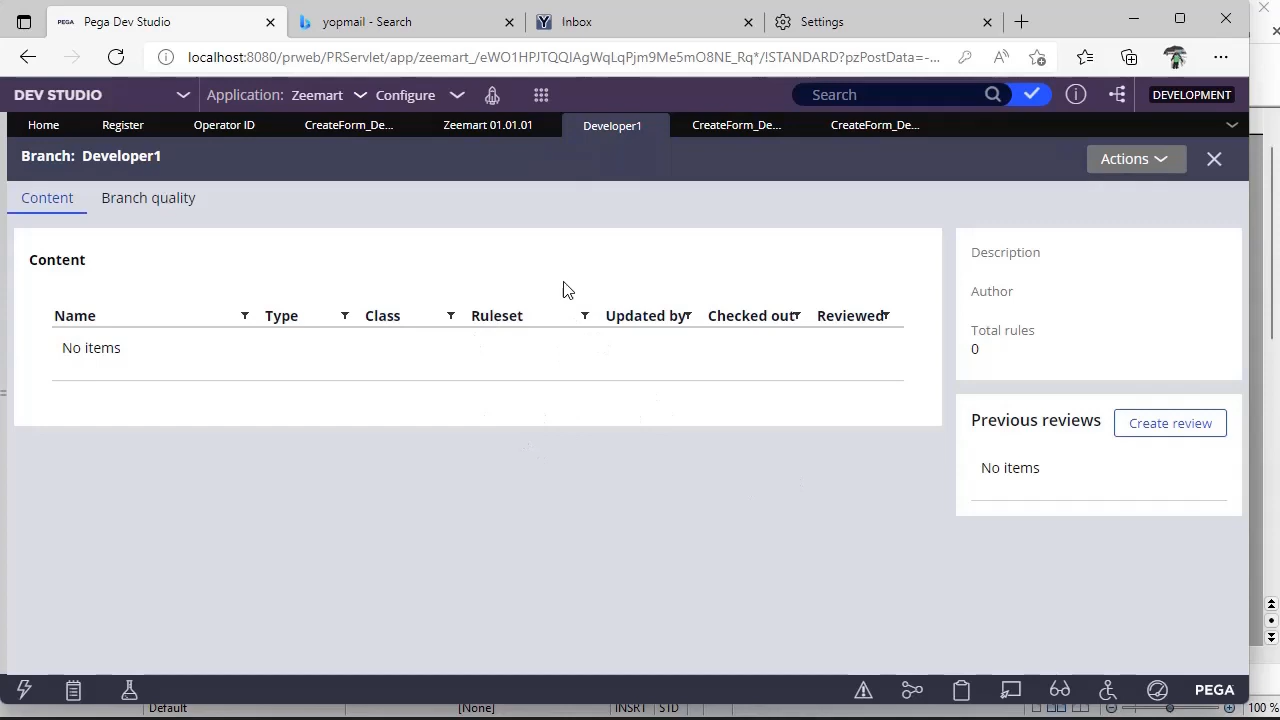 PEGA Pega Dev Studio
yopmail - Search
Inbox
Settings
localhost:8080/prweb/PRServlet/app/zeemart_/eWO1HPJTQQIAgWqLqPjm9Me5mO8NE_Rq*/!STANDARD?pzPostData=-...
DEV STUDIO
Application: Zeemart
Configure
Search
DEVELOPMENT
Home
Register
Operator ID
CreateForm_De...
Zeemart 01.01.01
Developer1
CreateForm_De...
CreateForm_De...
Branch: Developer1
Actions
Content
Branch quality
Content
Name
Type
Class
Ruleset
Updated by
Checked out
Reviewed
No items
Description
Author
Total rules
0
Previous reviews
Create review
No items
PEGA
Default
[None]
INSRT
STD
100 %